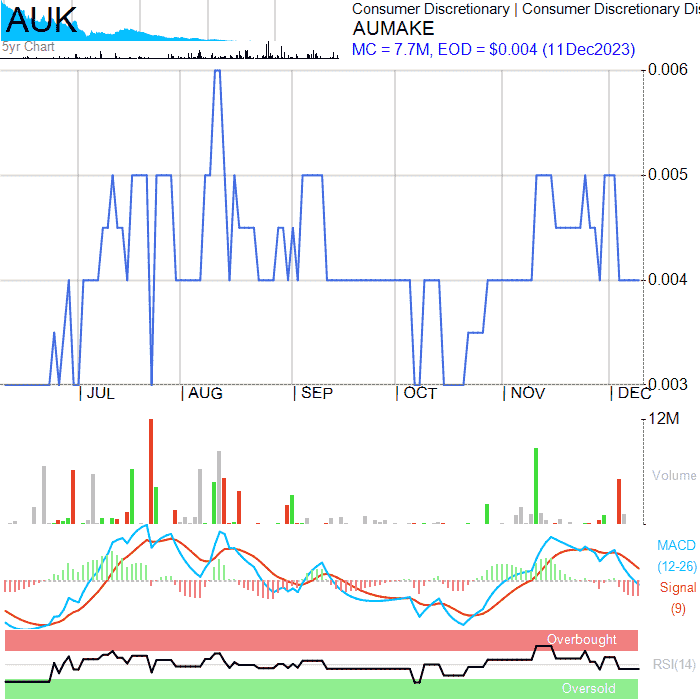 AUK
5yr Chart
Consumer Discretionary | Consumer Discretionary Dis
AUMAKE
MC = 7.7M, EOD = $0.004 (11Dec2023)
0.006
0.005
0.004
0.003
| JUL | AUG | SEP | OCT | NOV | DEC
12M
Volume
MACD
(12-26)
Signal
(9)
Overbought
RSI(14)
Oversold